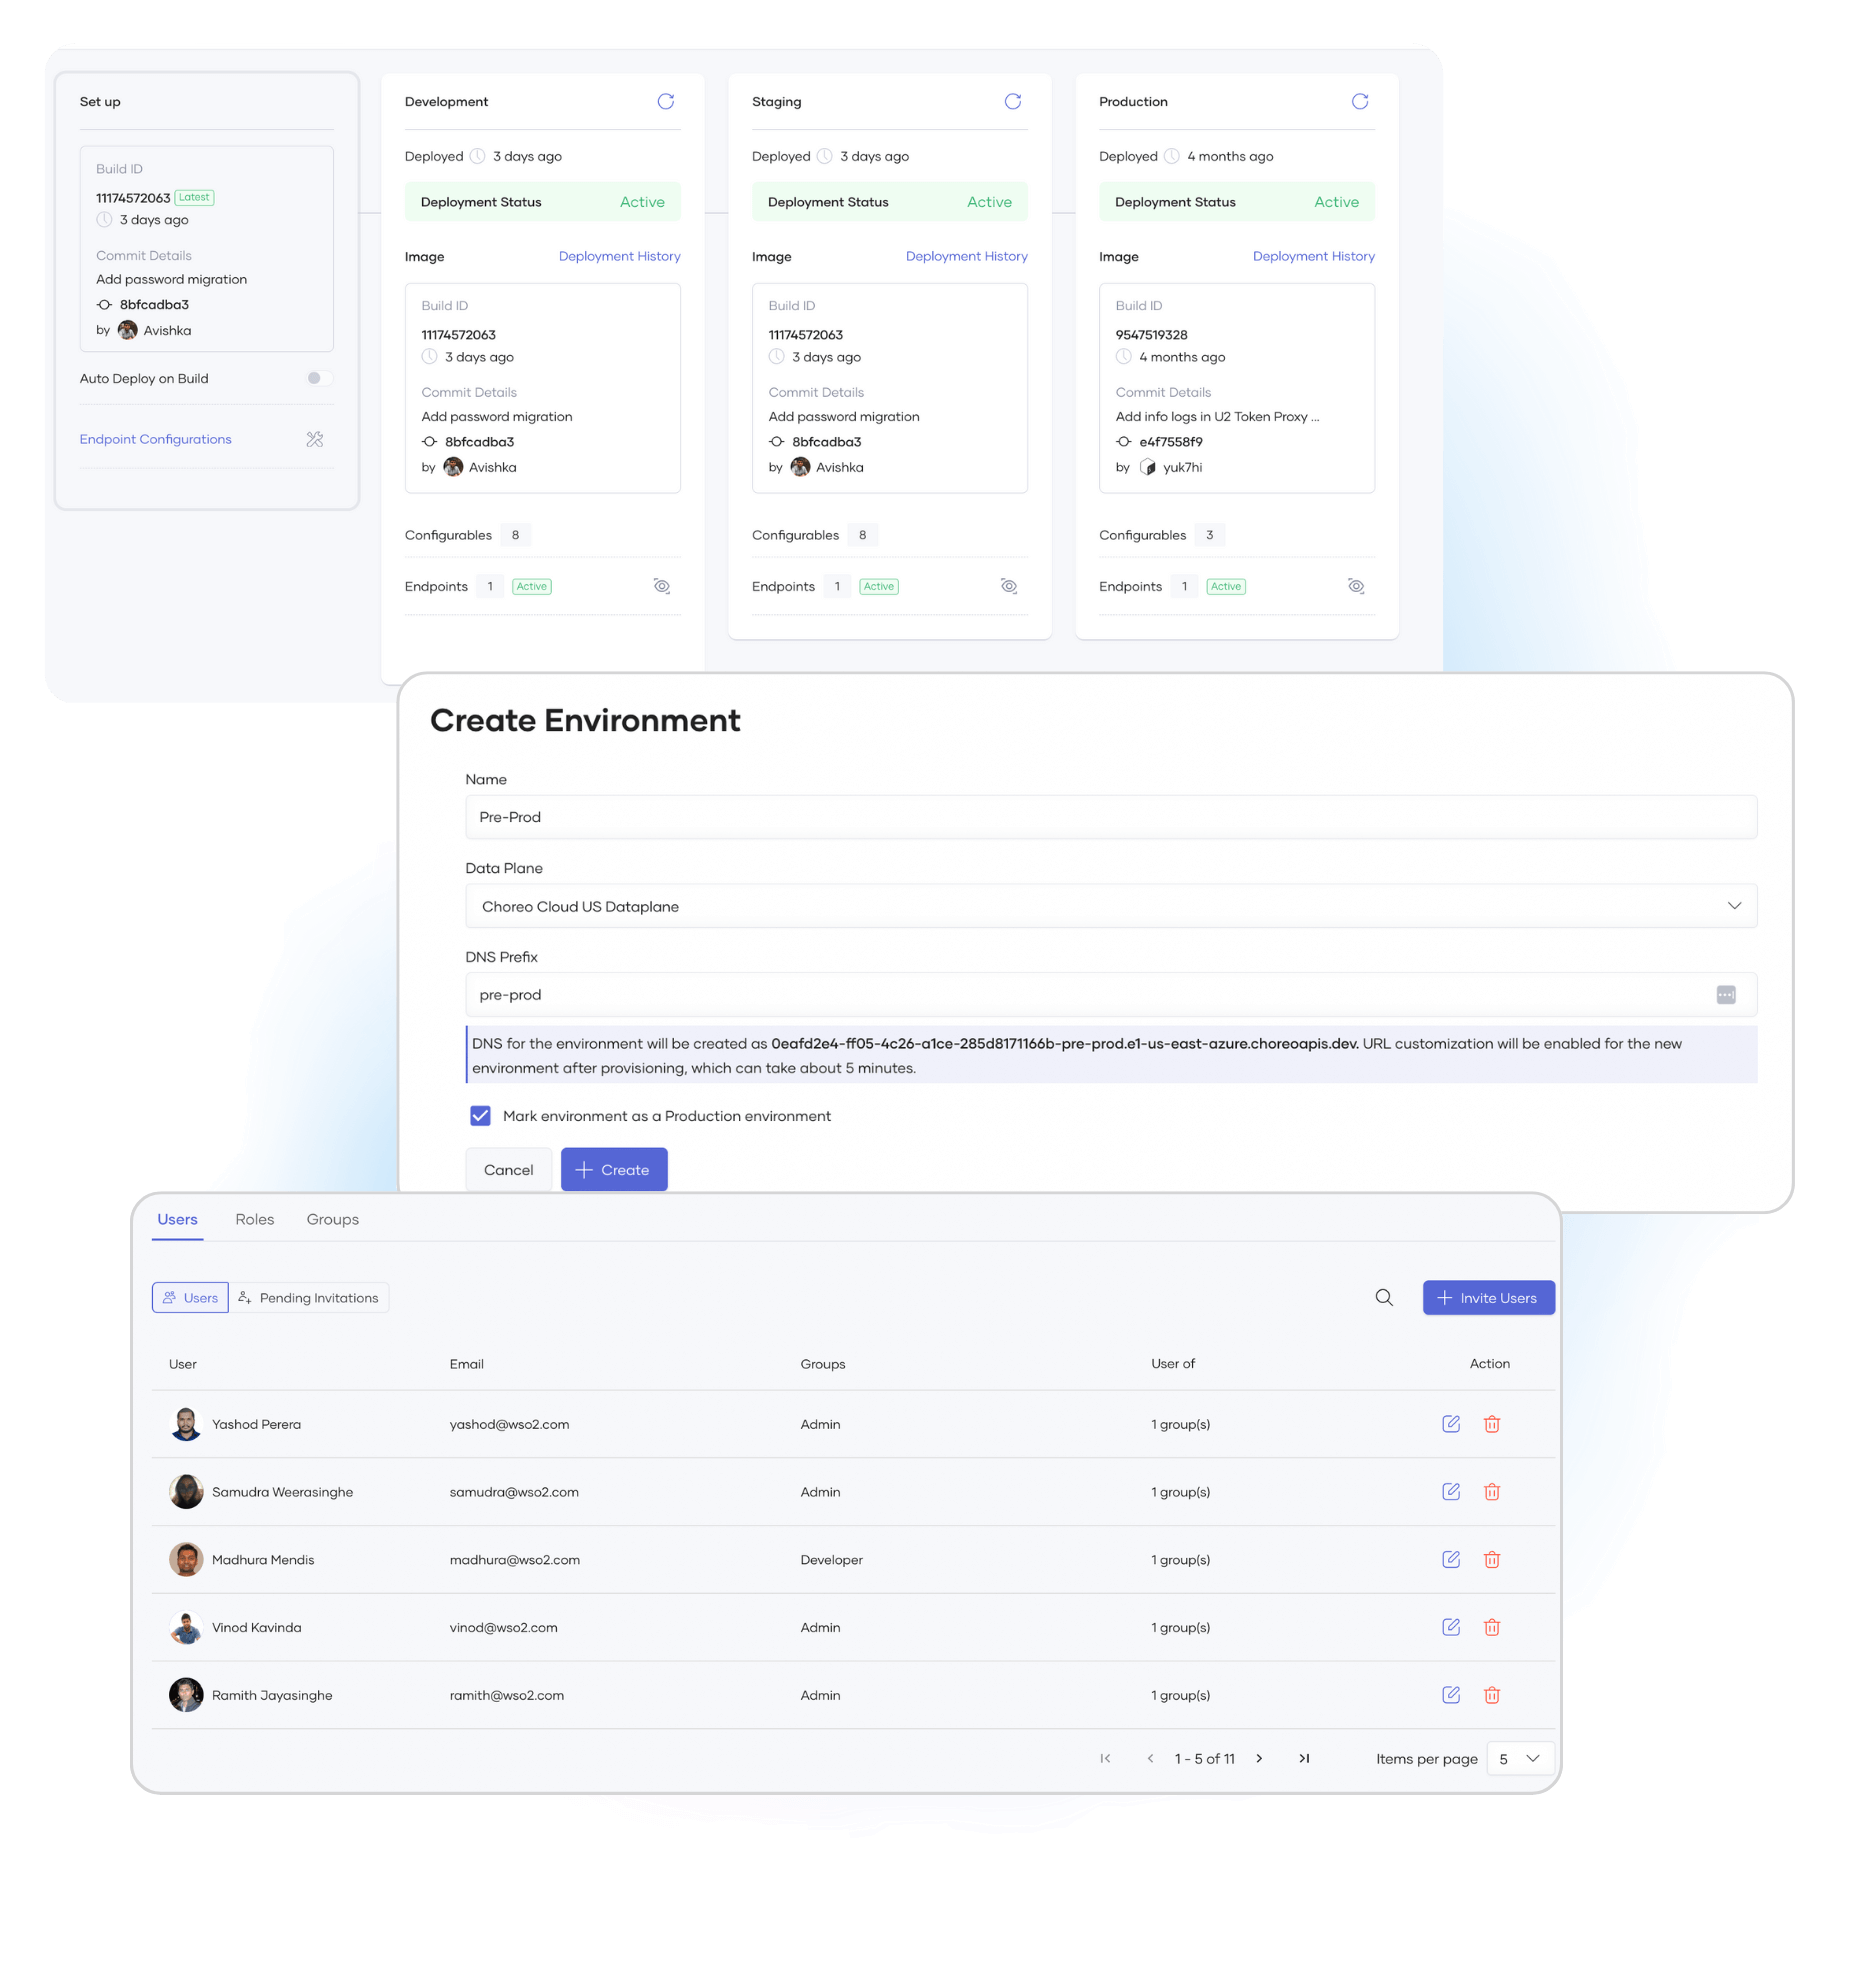 Set up
Build ID
11174572063 Latest
3 days ago
Commit Details
Add password migration
8bfcadba3
by Avishka
Auto Deploy on Build
Endpoint Configurations
Development
Deployed 3 days ago
Deployment Status Active
Image Deployment History
Build ID
11174572063
3 days ago
Commit Details
Add password migration
8bfcadba3
by Avishka
Configurables 8
Endpoints 1 Active
Staging
Deployed 3 days ago
Deployment Status Active
Image Deployment History
Build ID
11174572063
3 days ago
Commit Details
Add password migration
8bfcadba3
by Avishka
Configurables 8
Endpoints 1 Active
Production
Deployed 4 months ago
Deployment Status Active
Image Deployment History
Build ID
9547519328
4 months ago
Commit Details
Add info logs in U2 Token Proxy ...
e4f7558f9
by yuk7hi
Configurables 3
Endpoints 1 Active
Create Environment
Name
Pre-Prod
Data Plane
Choreo Cloud US Dataplane
DNS Prefix
pre-prod
DNS for the environment will be created as 0eafd2e4-ff05-4c26-a1ce-285d8171166b-pre-prod.e1-us-east-azure.choreoapis.dev. URL customization will be enabled for the new
environment after provisioning, which can take about 5 minutes.
Mark environment as a Production environment
Cancel Create
Users Roles Groups
Users Pending Invitations Invite Users
User Email Groups User of Action
Yashod Perera yashod@wso2.com Admin 1 group(s)
Samudra Weerasinghe samudra@wso2.com Admin 1 group(s)
Madhura Mendis madhura@wso2.com Developer 1 group(s)
Vinod Kavinda vinod@wso2.com Admin 1 group(s)
Ramith Jayasinghe ramith@wso2.com Admin 1 group(s)
1 - 5 of 11 Items per page 5